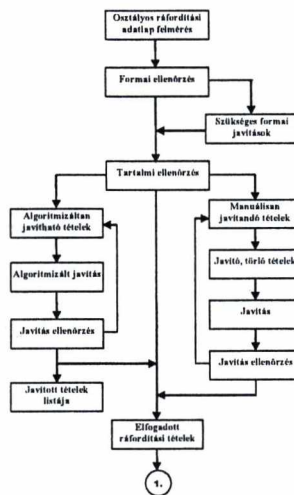 Osztályos ráfordítási
adatlap felmérés
Formai ellenőrzés
Szükséges formai
javítások
Tartalmi ellenőrzés
Algoritmizáltan
javítható tételek
Manuálisan
javítandó tételek
Algoritmizált javítás
Javító, törlő tételek
Javítás
Javítás ellenőrzés
Javítás ellenőrzés
Javított tételek
listája
Elfogadott
ráfordítási tételek
1.